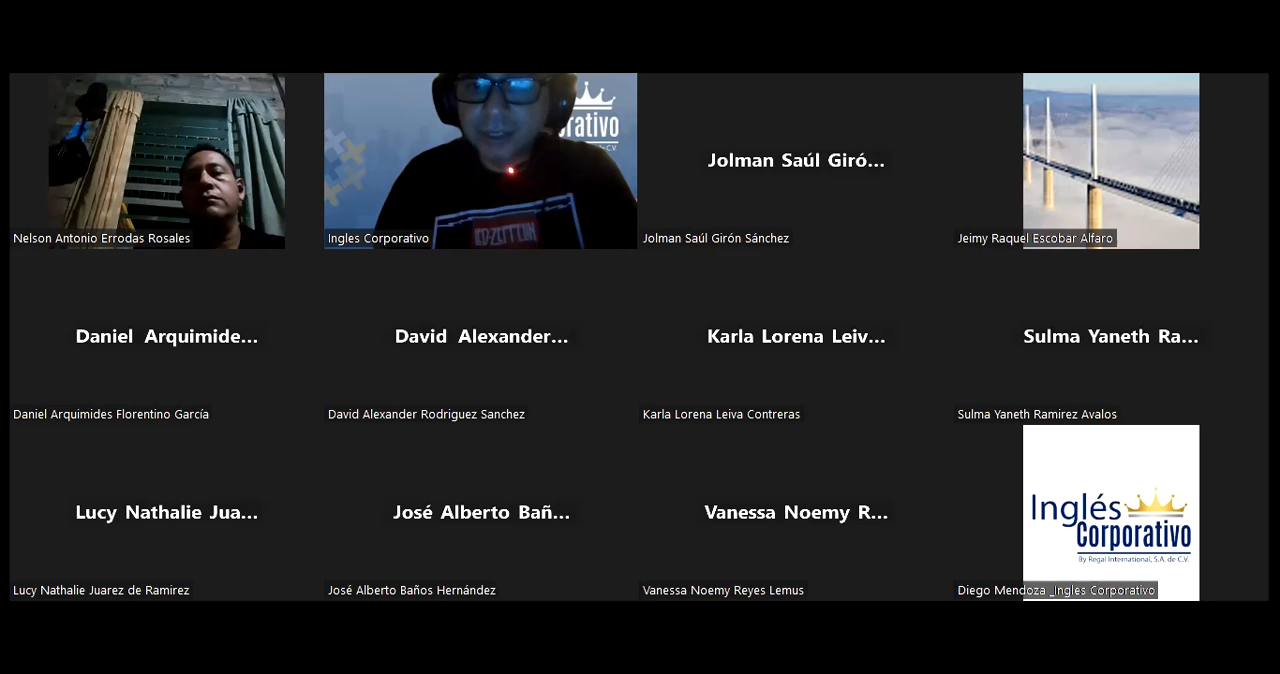 orativo
C.V.
LED-ZEPPELIN
Nelson Antonio Errodas Rosales
Ingles Corporativo
Jolman Saúl Giró...
Jolman Saúl Girón Sánchez
Jeimy Raquel Escobar Alfaro
Daniel Arquimide...
David Alexander...
Karla Lorena Leiv...
Sulma Yaneth Ra...
Daniel Arquimides Florentino García
David Alexander Rodriguez Sanchez
Karla Lorena Leiva Contreras
Sulma Yaneth Ramirez Avalos
Lucy Nathalie Jua...
José Alberto Bañ...
Vanessa Noemy R...
Inglés
Corporativo
By Regal International, S.A. de C.V.
Lucy Nathalie Juarez de Ramirez
José Alberto Baños Hernández
Vanessa Noemy Reyes Lemus
Diego Mendoza _Ingles Corporativo